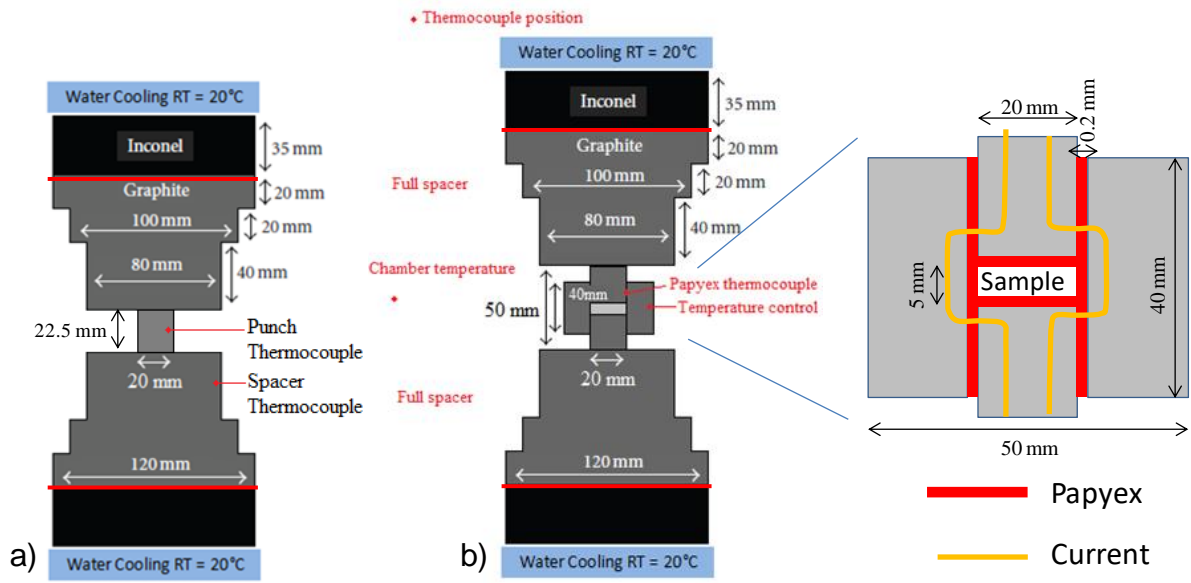 Thermocouple position
Water Cooling RT = 20°C
Inconel
35 mm
Graphite
20 mm
100 mm
20 mm
80 mm
40 mm
22.5 mm
Punch
Thermocouple
20 mm
Spacer
Thermocouple
120 mm
a)
Water Cooling RT = 20°C
Water Cooling RT = 20°C
Inconel
35 mm
Graphite
20 mm
Full spacer
100 mm
20 mm
80 mm
40 mm
Chamber temperature
Papyex thermocouple
40mm
50 mm
Temperature control
20 mm
Full spacer
120 mm
b)
Water Cooling RT = 20°C
20 mm
0.2 mm
Sample
5 mm
40 mm
50 mm
Papyex
Current